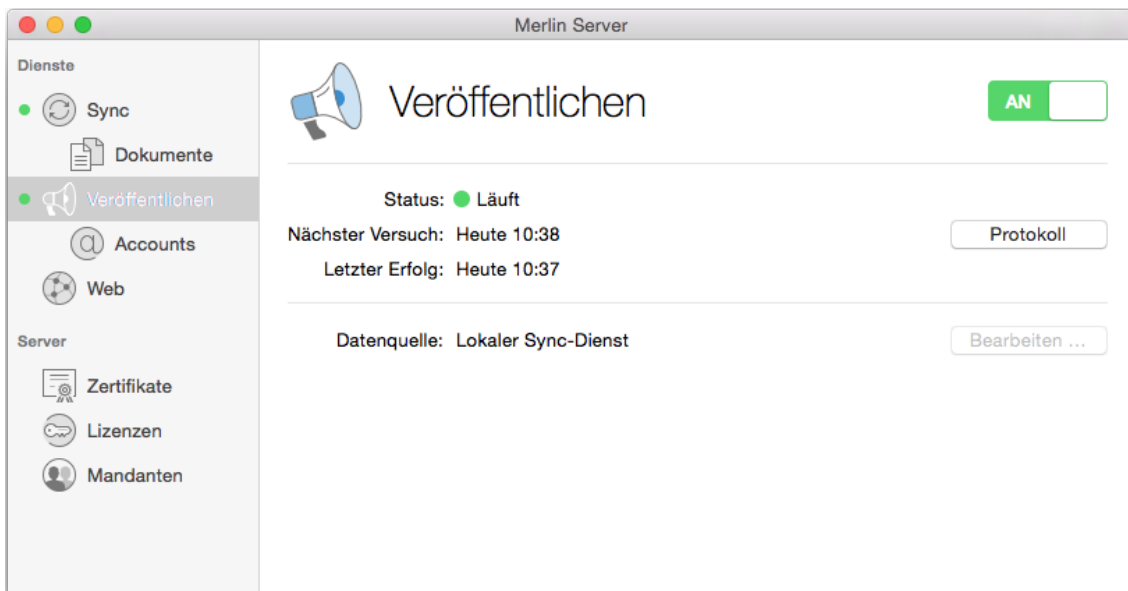 Merlin Server
Dienste
Sync
Dokumente
Veröffentlichen
Accounts
Web
Server
Zertifikate
Lizenzen
Mandanten
Veröffentlichen
AN
Status: Läuft
Nächster Versuch: Heute 10:38
Protokoll
Letzter Erfolg: Heute 10:37
Datenquelle: Lokaler Sync-Dienst
Bearbeiten ...